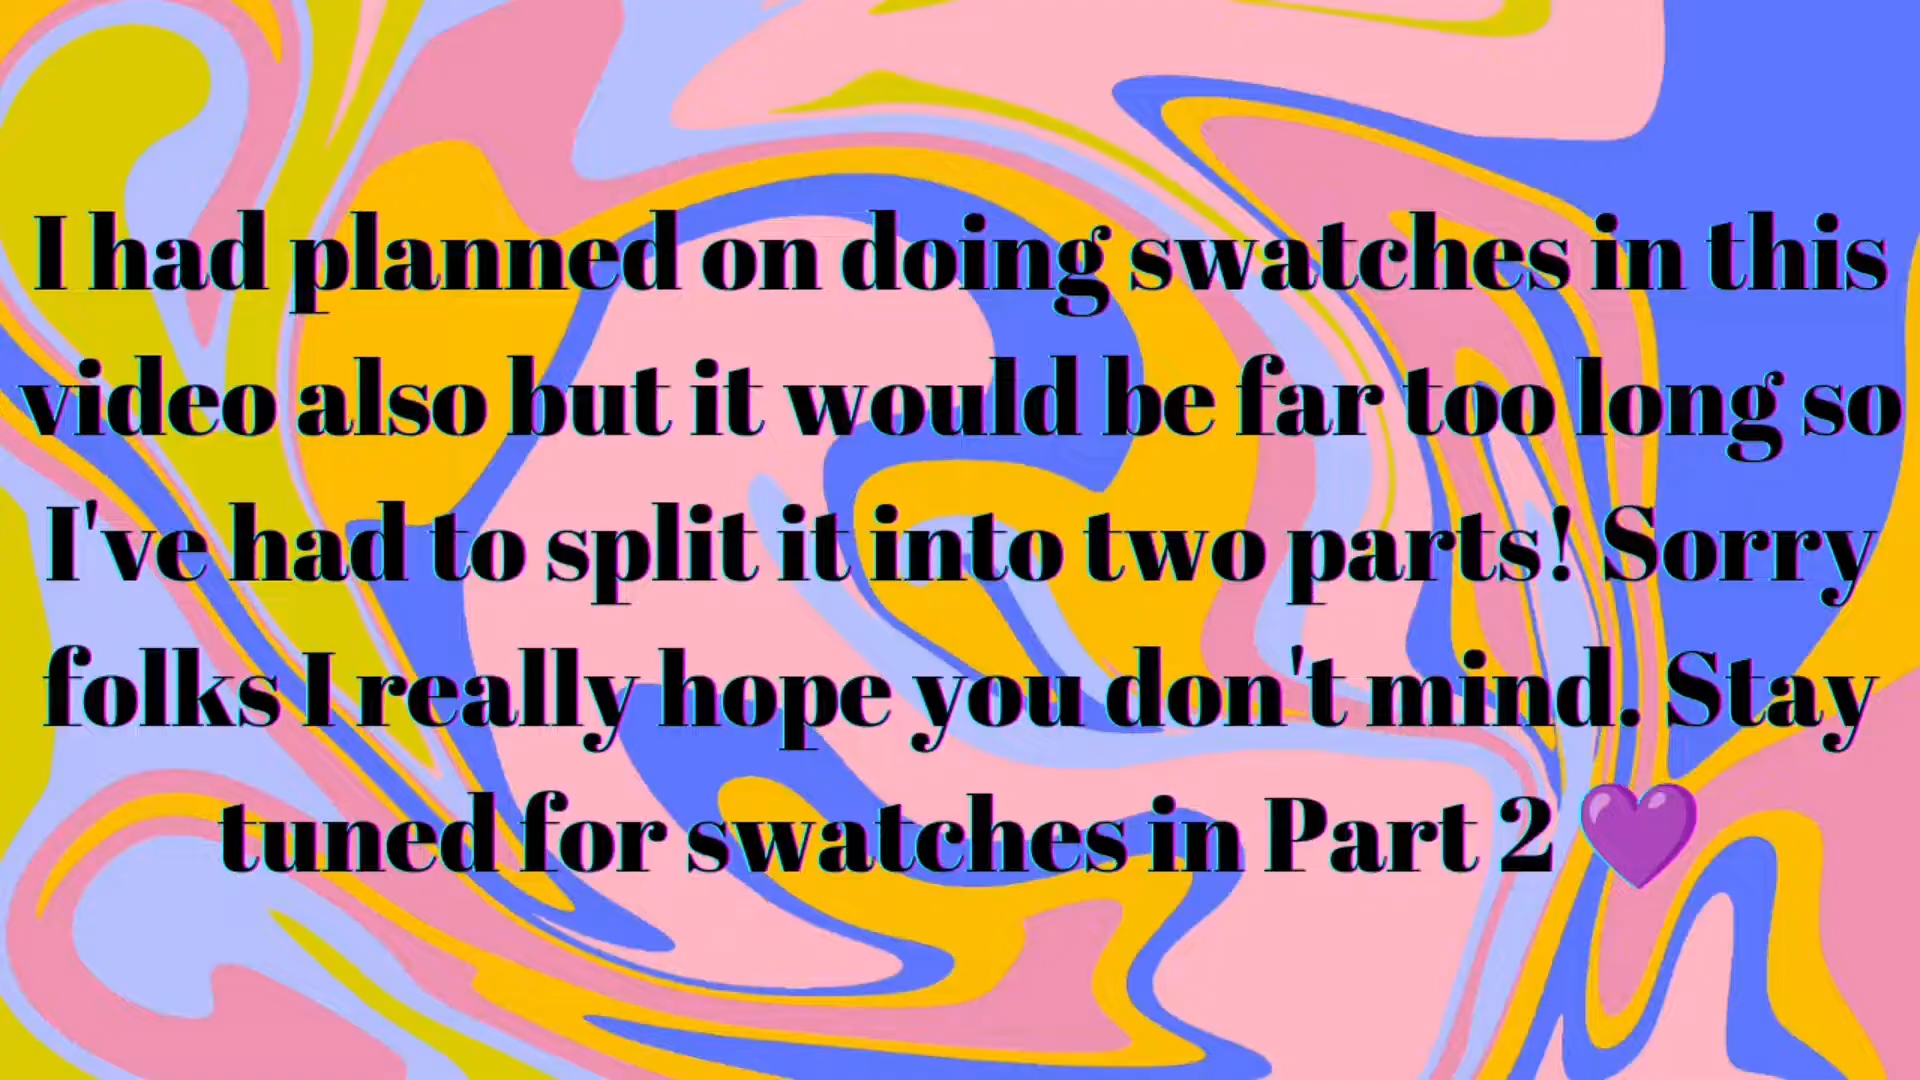 I had planned on doing swatches in this
video also but it would be far too long so
I've had to split it into two parts! Sorry
folks I really hope you don't mind. Stay
tuned for swatches in Part 2 💜